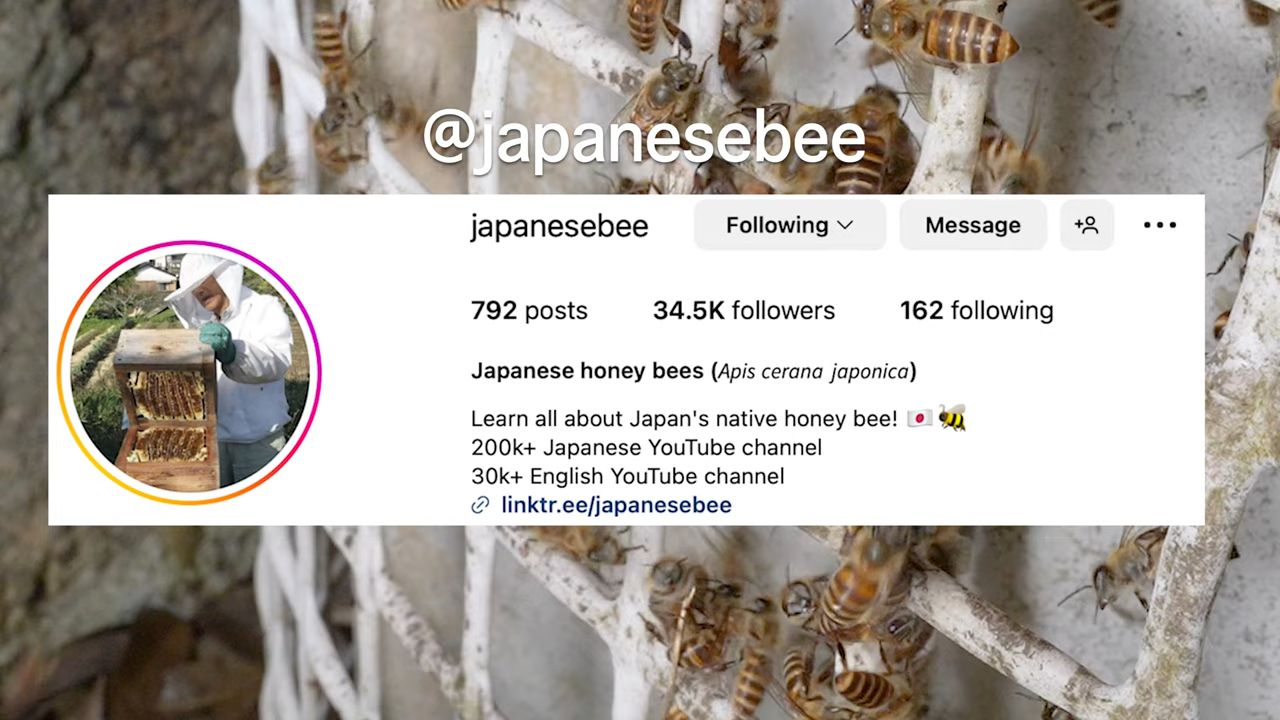 @japanesebee
japanesebee Following Message
792 posts 34.5K followers 162 following
Japanese honey bees (Apis cerana japonica)
Learn all about Japan's native honey bee! 🇯🇵🐝
200k+ Japanese YouTube channel
30k+ English YouTube channel
linktr.ee/japanesebee